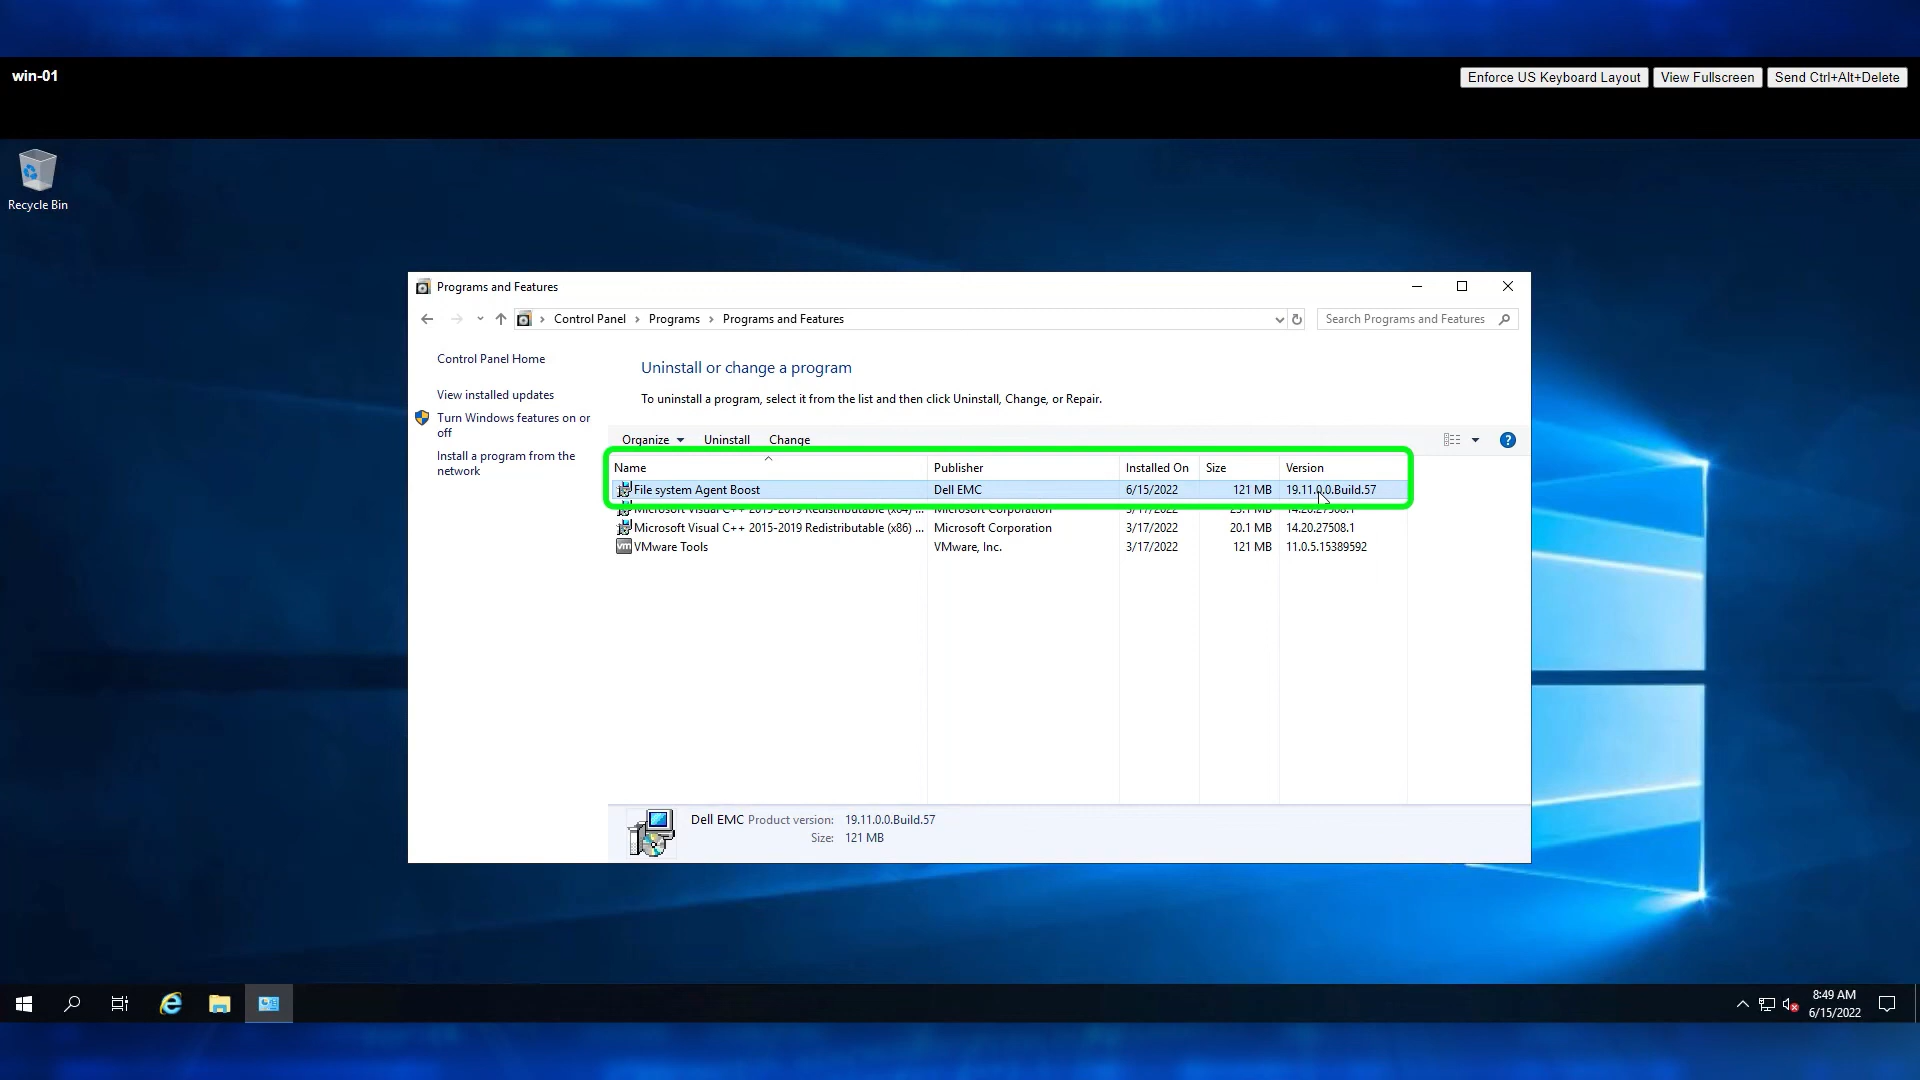 win-01
Enforce US Keyboard Layout View Fullscreen Send Ctrl+Alt+Delete
Recycle Bin
Programs and Features
Control Panel Programs Programs and Features
Search Programs and Features
Control Panel Home
View installed updates
Turn Windows features on or
off
Install a program from the
network
Uninstall or change a program
To uninstall a program, select it from the list and then click Uninstall, Change, or Repair.
Organize Uninstall Change
Name Publisher Installed On Size Version
File system Agent Boost Dell EMC 6/15/2022 121 MB 19.11.0.0.Build.57
Microsoft Visual C++ 2015-2019 Redistributable (x64) ... Microsoft Corporation 3/17/2022 23.1 MB 14.20.27508.1
Microsoft Visual C++ 2015-2019 Redistributable (x86) ... Microsoft Corporation 3/17/2022 20.1 MB 14.20.27508.1
VMware Tools VMware, Inc. 3/17/2022 121 MB 11.0.5.15389592
Dell EMC Product version: 19.11.0.0.Build.57
Size: 121 MB
8:49 AM
6/15/2022